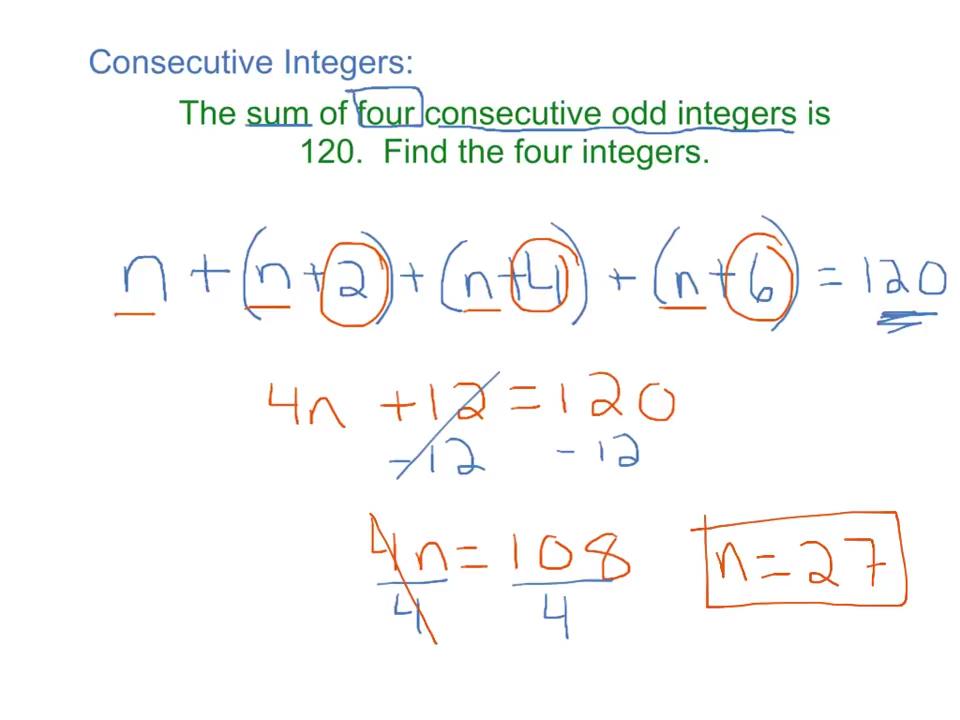 Consecutive Integers:
The sum of four consecutive odd integers is
120. Find the four integers.
n + (n + 2) + (n + 4) + (n + 6) = 120
4n + 12 = 120
- 12 - 12
4n = 108
4 4
n = 27